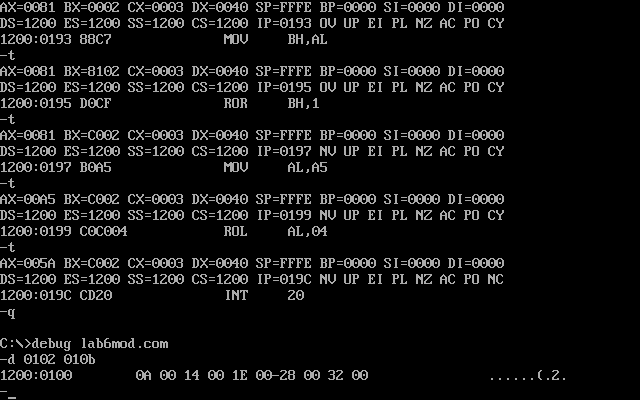 AX=0081 BX=0002 CX=0003 DX=0040 SP=FFFE BP=0000 SI=0000 DI=0000
DS=1200 ES=1200 SS=1200 CS=1200 IP=0193 OV UP EI PL NZ AC PO CY
1200:0193 88C7 MOV BH,AL
-t
AX=0081 BX=8102 CX=0003 DX=0040 SP=FFFE BP=0000 SI=0000 DI=0000
DS=1200 ES=1200 SS=1200 CS=1200 IP=0195 OV UP EI PL NZ AC PO CY
1200:0195 D0CF ROR BH,1
-t
AX=0081 BX=C002 CX=0003 DX=0040 SP=FFFE BP=0000 SI=0000 DI=0000
DS=1200 ES=1200 SS=1200 CS=1200 IP=0197 NV UP EI PL NZ AC PO CY
1200:0197 B0A5 MOV AL,A5
-t
AX=00A5 BX=C002 CX=0003 DX=0040 SP=FFFE BP=0000 SI=0000 DI=0000
DS=1200 ES=1200 SS=1200 CS=1200 IP=0199 NV UP EI PL NZ AC PO CY
1200:0199 C0C004 ROL AL,04
-t
AX=005A BX=C002 CX=0003 DX=0040 SP=FFFE BP=0000 SI=0000 DI=0000
DS=1200 ES=1200 SS=1200 CS=1200 IP=019C NV UP EI PL NZ AC PO NC
1200:019C CD20 INT 20
-q
C:\>debug lab6mod.com
-d 0102 010b
1200:0100 0A 00 14 00 1E 00-28 00 32 00 ......(.2.
-_